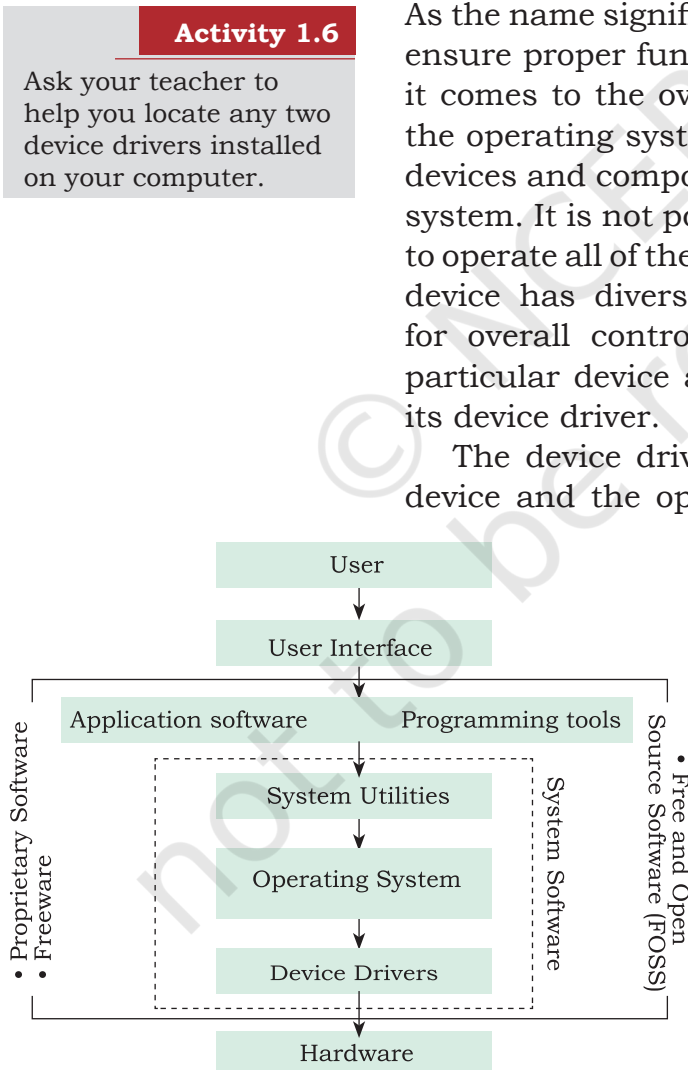 Activity 1.6
Ask your teacher to
help you locate any two
device drivers installed
on your computer.
As the name signif
ensure proper fun
it comes to the ov
the operating syst
devices and compo
system. It is not po
to operate all of the
device has divers
for overall contro
particular device a
its device driver.
The device driv
device and the op
User
User Interface
Application software Programming tools
System Utilities
Operating System
Device Drivers
System Software
Hardware
• Proprietary Software
• Freeware
• Free and Open
Source Software (FOSS)
© NCE
not to be r